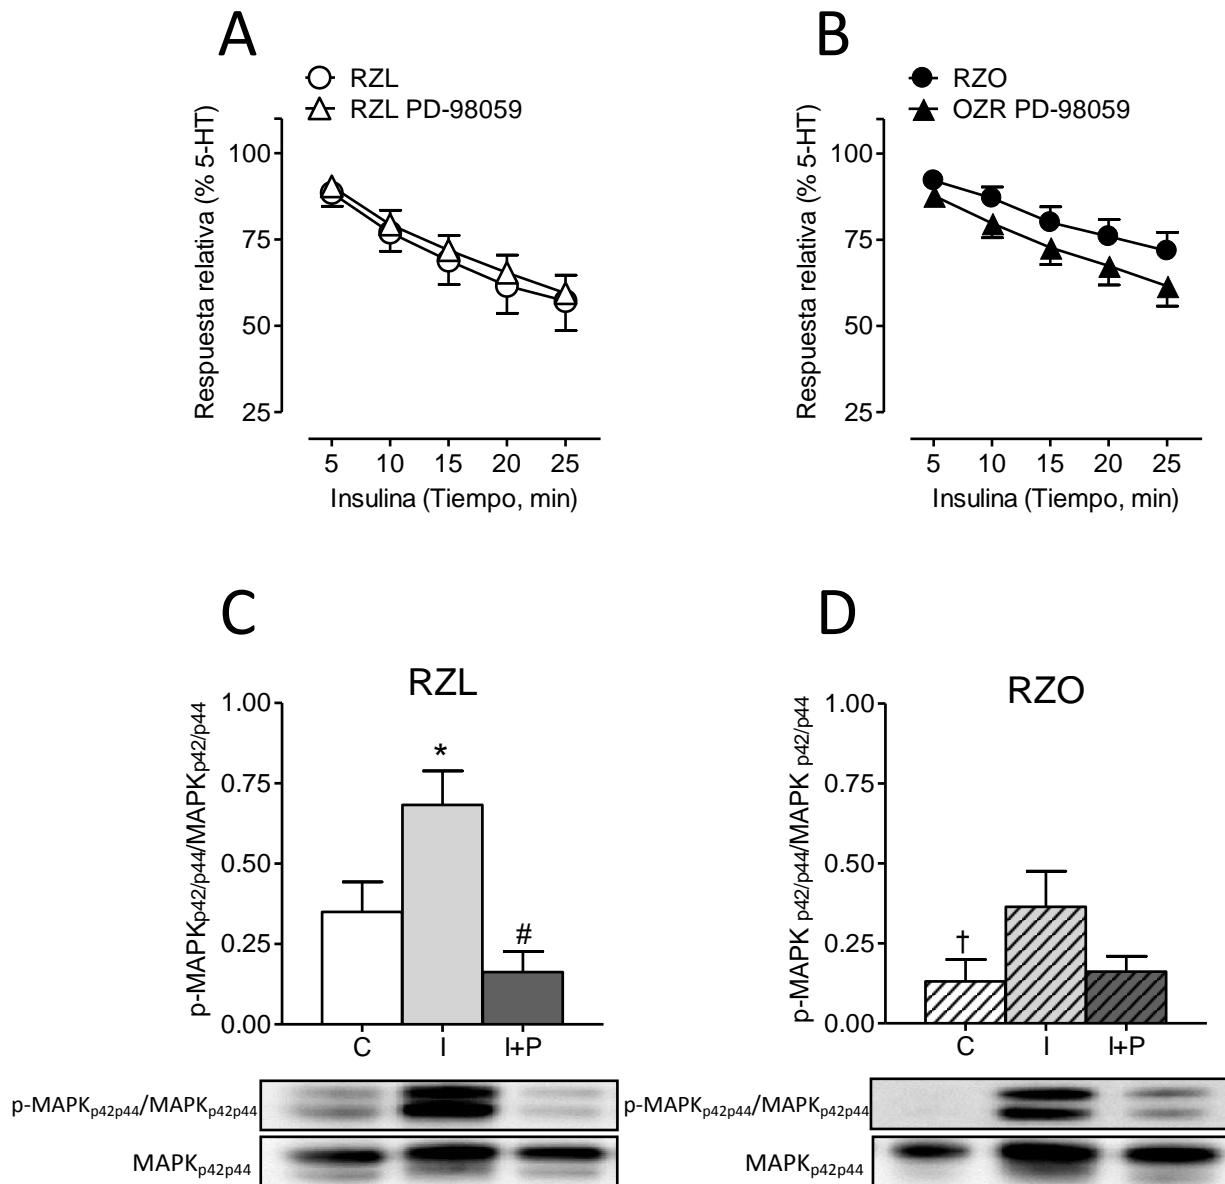 A
RZL
RZL PD-98059
Respuesta relativa (% 5-HT)
100
75
50
25
5 10 15 20 25
Insulina (Tiempo, min)
B
RZO
OZR PD-98059
Respuesta relativa (% 5-HT)
100
75
50
25
5 10 15 20 25
Insulina (Tiempo, min)
C
RZL
p-MAPKp42/p44/MAPKp42/p44
1.00
0.75
0.50
0.25
0.00
*
#
C I I+P
p-MAPKp42p44/MAPKp42p44
MAPKp42p44
D
RZO
p-MAPK p42/p44/MAPK p42/p44
1.00
0.75
0.50
0.25
0.00
†
C I I+P
p-MAPKp42p44/MAPKp42p44
MAPKp42p44